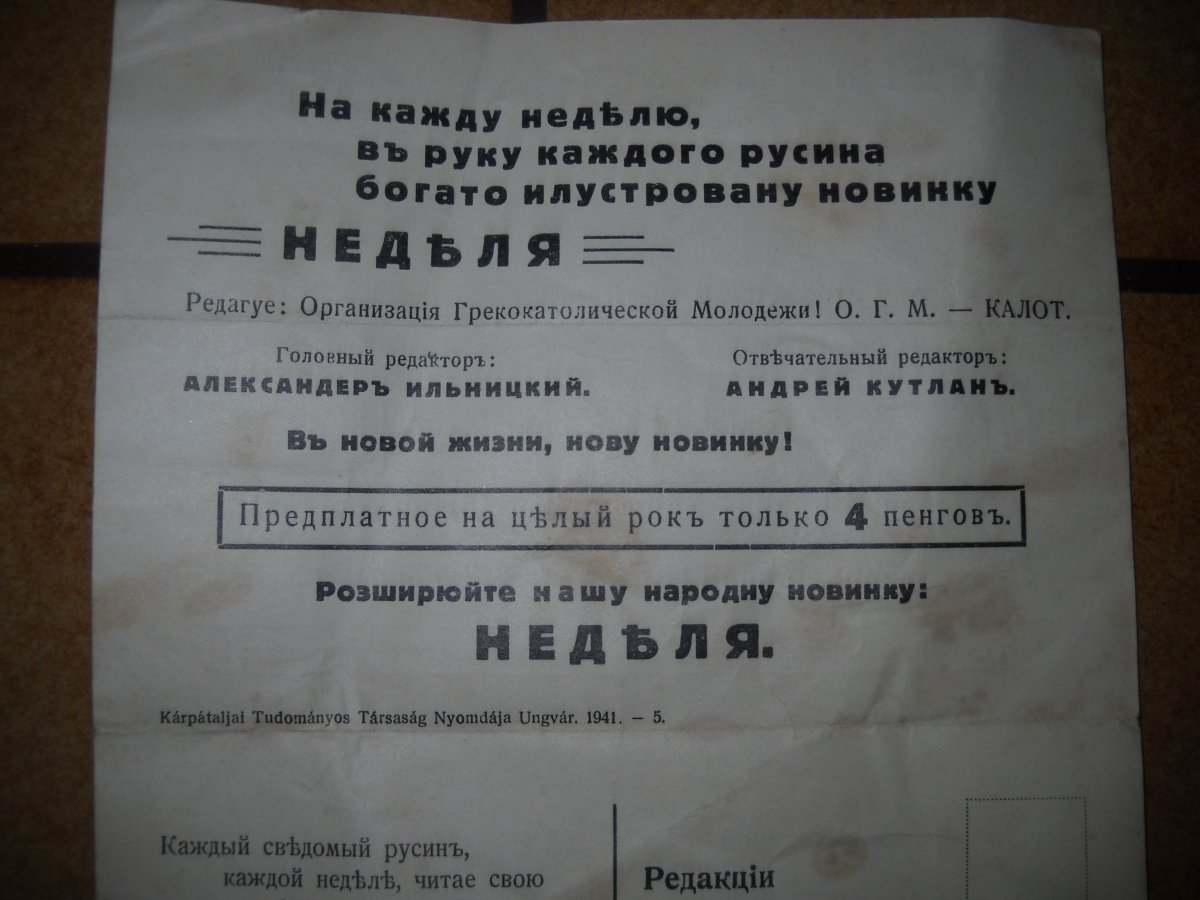 На кажду недѣлю,
въ руку каждого русина
богато илустровану новинку
НЕДѢЛЯ
Редагуе: Организація Грекокатолической Молодежи! О. Г. М. — КАЛОТ.
Головный редакторъ:
АЛЕКСАНДЕРЪ ИЛЬНИЦКИЙ.
Отвѣчательный редакторъ:
АНДРЕЙ КУТЛАНЪ.
Въ новой жизни, нову новинку!
Предплатное на цѣлый рокъ только 4 пенговъ.
Розширюйте нашу народну новинку:
НЕДѢЛЯ.
Kárpátaljai Tudományos Társaság Nyomdája Ungvár. 1941. — 5.
Каждый свѣдомый русинъ,
каждой недѣлѣ, читае свою
Редакціи